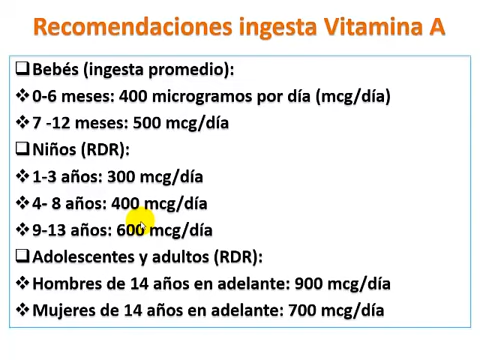 Recomendaciones ingesta Vitamina A
Bebés (ingesta promedio):
0-6 meses: 400 microgramos por día (mcg/día)
7 -12 meses: 500 mcg/día
Niños (RDR):
1-3 años: 300 mcg/día
4- 8 años: 400 mcg/día
9-13 años: 600 mcg/día
Adolescentes y adultos (RDR):
Hombres de 14 años en adelante: 900 mcg/día
Mujeres de 14 años en adelante: 700 mcg/día